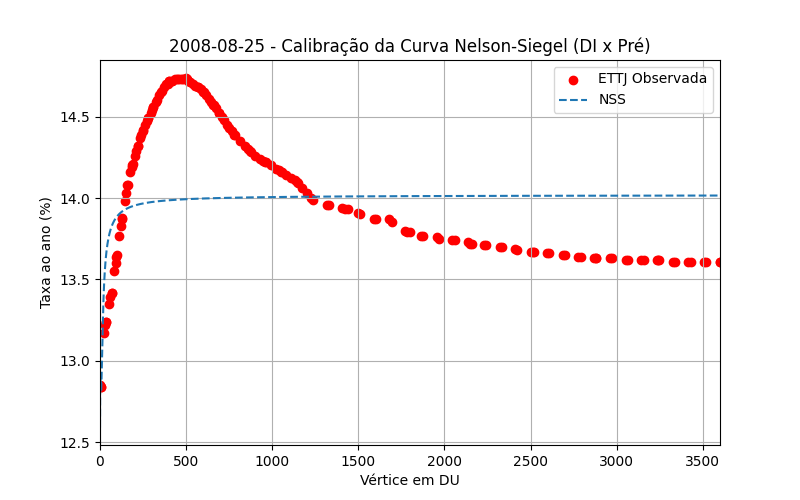 2008-08-25 - Calibração da Curva Nelson-Siegel (DI x Pré)
ETTJ Observada
NSS
Taxa ao ano (%)
14.5
14.0
13.5
13.0
12.5
0 500 1000 1500 2000 2500 3000 3500
Vértice em DU